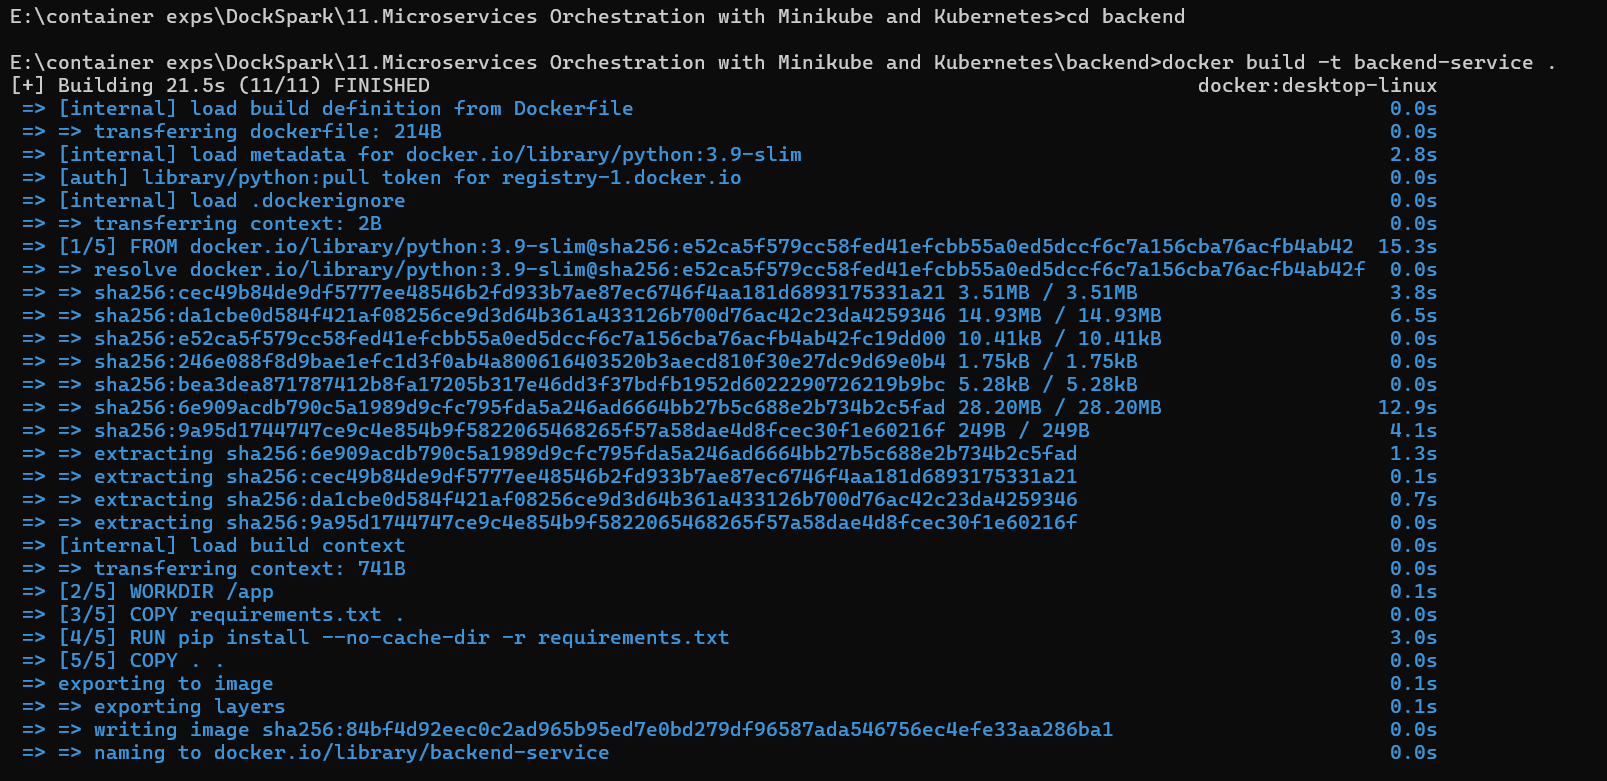 E:\container exps\DockSpark\11.Microservices Orchestration with Minikube and Kubernetes>cd backend
E:\container exps\DockSpark\11.Microservices Orchestration with Minikube and Kubernetes\backend>docker build -t backend-service .
[+] Building 21.5s (11/11) FINISHED docker:desktop-linux
=> [internal] load build definition from Dockerfile 0.0s
=> => transferring dockerfile: 214B 0.0s
=> [internal] load metadata for docker.io/library/python:3.9-slim 2.8s
=> [auth] library/python:pull token for registry-1.docker.io 0.0s
=> [internal] load .dockerignore 0.0s
=> => transferring context: 2B 0.0s
=> [1/5] FROM docker.io/library/python:3.9-slim@sha256:e52ca5f579cc58fed41efcbb55a0ed5dccf6c7a156cba76acfb4ab42 15.3s
=> => resolve docker.io/library/python:3.9-slim@sha256:e52ca5f579cc58fed41efcbb55a0ed5dccf6c7a156cba76acfb4ab42f 0.0s
=> => sha256:cec49b84de9df5777ee48546b2fd933b7ae87ec6746f4aa181d6893175331a21 3.51MB / 3.51MB 3.8s
=> => sha256:da1cbe0d584f421af08256ce9d3d64b361a433126b700d76ac42c23da4259346 14.93MB / 14.93MB 6.5s
=> => sha256:e52ca5f579cc58fed41efcbb55a0ed5dccf6c7a156cba76acfb4ab42fc19dd00 10.41kB / 10.41kB 0.0s
=> => sha256:246e088f8d9bae1efc1d3f0ab4a800616403520b3aecd810f30e27dc9d69e0b4 1.75kB / 1.75kB 0.0s
=> => sha256:bea3dea871787412b8fa17205b317e46dd3f37bdfb1952d6022290726219b9bc 5.28kB / 5.28kB 0.0s
=> => sha256:6e909acdb790c5a1989d9cfc795fda5a246ad6664bb27b5c688e2b734b2c5fad 28.20MB / 28.20MB 12.9s
=> => sha256:9a95d1744747ce9c4e854b9f5822065468265f57a58dae4d8fcec30f1e60216f 249B / 249B 4.1s
=> => extracting sha256:6e909acdb790c5a1989d9cfc795fda5a246ad6664bb27b5c688e2b734b2c5fad 1.3s
=> => extracting sha256:cec49b84de9df5777ee48546b2fd933b7ae87ec6746f4aa181d6893175331a21 0.1s
=> => extracting sha256:da1cbe0d584f421af08256ce9d3d64b361a433126b700d76ac42c23da4259346 0.7s
=> => extracting sha256:9a95d1744747ce9c4e854b9f5822065468265f57a58dae4d8fcec30f1e60216f 0.0s
=> [internal] load build context 0.0s
=> => transferring context: 741B 0.0s
=> [2/5] WORKDIR /app 0.1s
=> [3/5] COPY requirements.txt . 0.0s
=> [4/5] RUN pip install --no-cache-dir -r requirements.txt 3.0s
=> [5/5] COPY . . 0.0s
=> exporting to image 0.1s
=> => exporting layers 0.1s
=> => writing image sha256:84bf4d92eec0c2ad965b95ed7e0bd279df96587ada546756ec4efe33aa286ba1 0.0s
=> => naming to docker.io/library/backend-service 0.0s